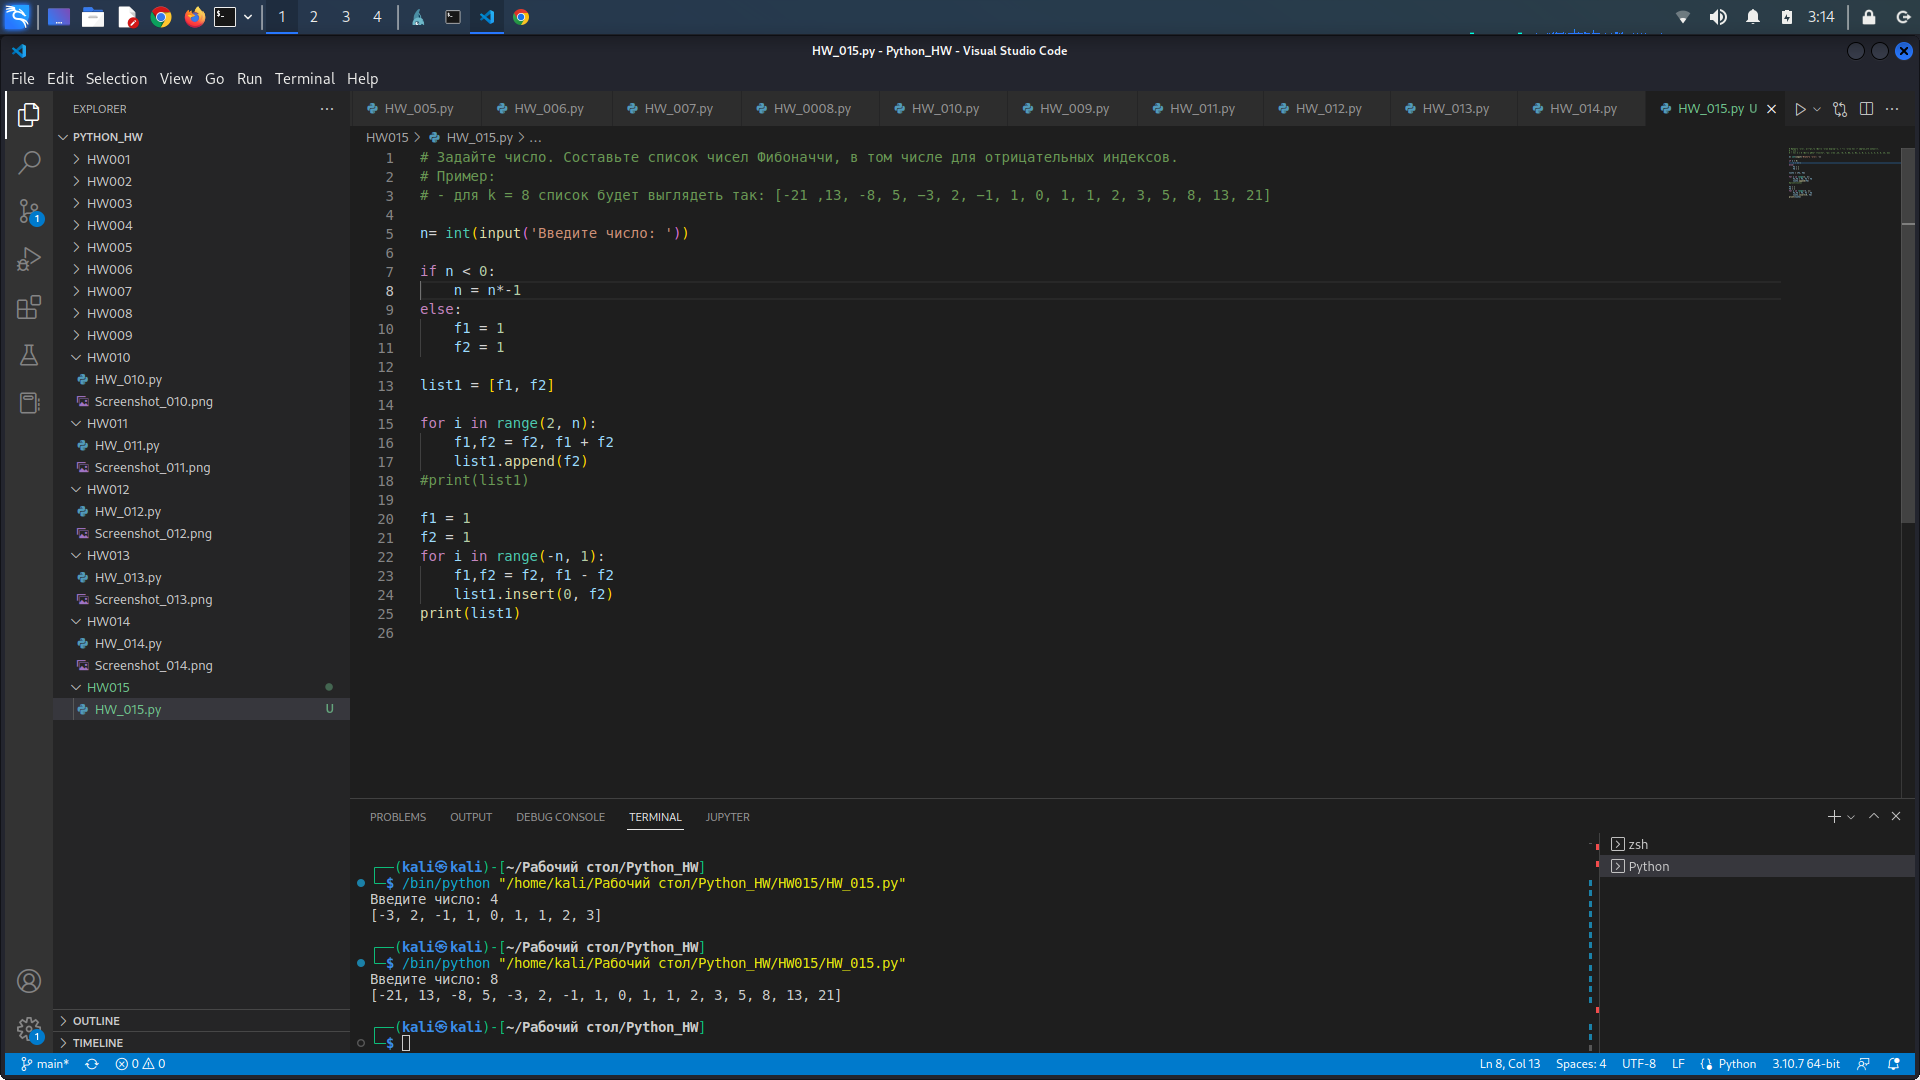 1 2 3 4
3:14
HW_015.py - Python_HW - Visual Studio Code
File Edit Selection View Go Run Terminal Help
EXPLORER
PYTHON_HW
HW001
HW002
HW003
HW004
HW005
HW006
HW007
HW008
HW009
HW010
HW_010.py
Screenshot_010.png
HW011
HW_011.py
Screenshot_011.png
HW012
HW_012.py
Screenshot_012.png
HW013
HW_013.py
Screenshot_013.png
HW014
HW_014.py
Screenshot_014.png
HW015
HW_015.py U
OUTLINE
TIMELINE
1
1
HW_005.py HW_006.py HW_007.py HW_0008.py HW_010.py HW_009.py HW_011.py HW_012.py HW_013.py HW_014.py HW_015.py U
HW015 > HW_015.py > ...
1 # Задайте число. Составьте список чисел Фибоначчи, в том числе для отрицательных индексов.
2 # Пример:
3 # - для k = 8 список будет выглядеть так: [-21 ,13, -8, 5, −3, 2, −1, 1, 0, 1, 1, 2, 3, 5, 8, 13, 21]
4
5 n= int(input('Введите число: '))
6
7 if n < 0:
8     n = n*-1
9 else:
10     f1 = 1
11     f2 = 1
12
13 list1 = [f1, f2]
14
15 for i in range(2, n):
16     f1,f2 = f2, f1 + f2
17     list1.append(f2)
18 #print(list1)
19
20 f1 = 1
21 f2 = 1
22 for i in range(-n, 1):
23     f1,f2 = f2, f1 - f2
24     list1.insert(0, f2)
25 print(list1)
26
PROBLEMS OUTPUT DEBUG CONSOLE TERMINAL JUPYTER
zsh
Python
┌──(kali㉿kali)-[~/Рабочий стол/Python_HW]
└─$ /bin/python "/home/kali/Рабочий стол/Python_HW/HW015/HW_015.py"
Введите число: 4
[-3, 2, -1, 1, 0, 1, 1, 2, 3]
┌──(kali㉿kali)-[~/Рабочий стол/Python_HW]
└─$ /bin/python "/home/kali/Рабочий стол/Python_HW/HW015/HW_015.py"
Введите число: 8
[-21, 13, -8, 5, -3, 2, -1, 1, 0, 1, 1, 2, 3, 5, 8, 13, 21]
┌──(kali㉿kali)-[~/Рабочий стол/Python_HW]
└─$
main* 0 0 Ln 8, Col 13 Spaces: 4 UTF-8 LF Python 3.10.7 64-bit